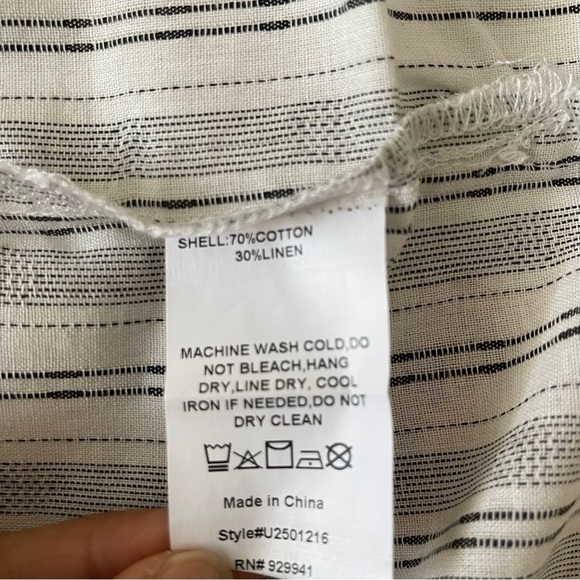 SHELL:70%COTTON
30%LINEN
MACHINE WASH COLD,DO
NOT BLEACH,HANG
DRY,LINE DRY, COOL
IRON IF NEEDED,DO NOT
DRY CLEAN
Made in China
Style#U2501216
RN# 929941